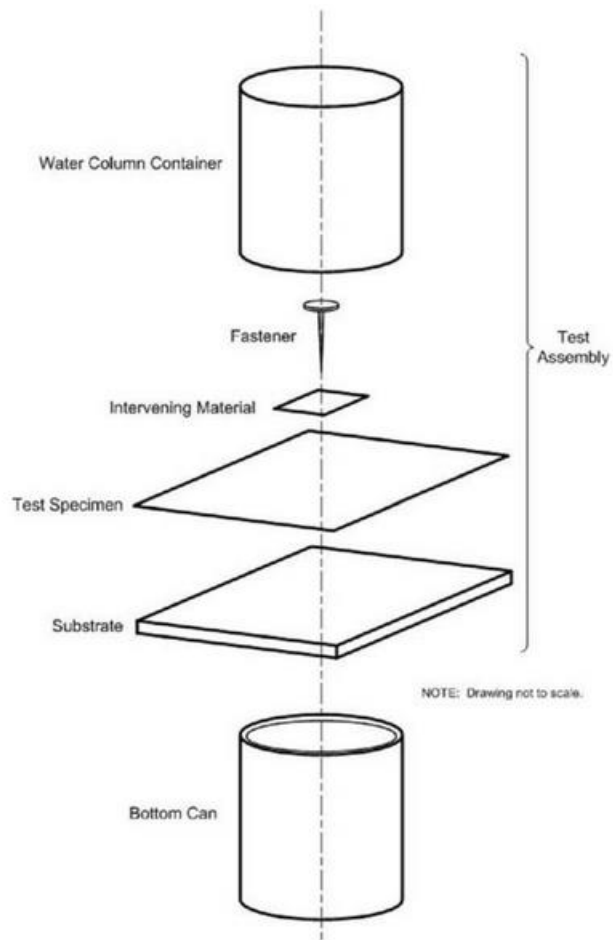 Water Column Container
Fastener
Test
Assembly
Intervening Material
Test Specimen
Substrate
NOTE: Drawing not to scale.
Bottom Can